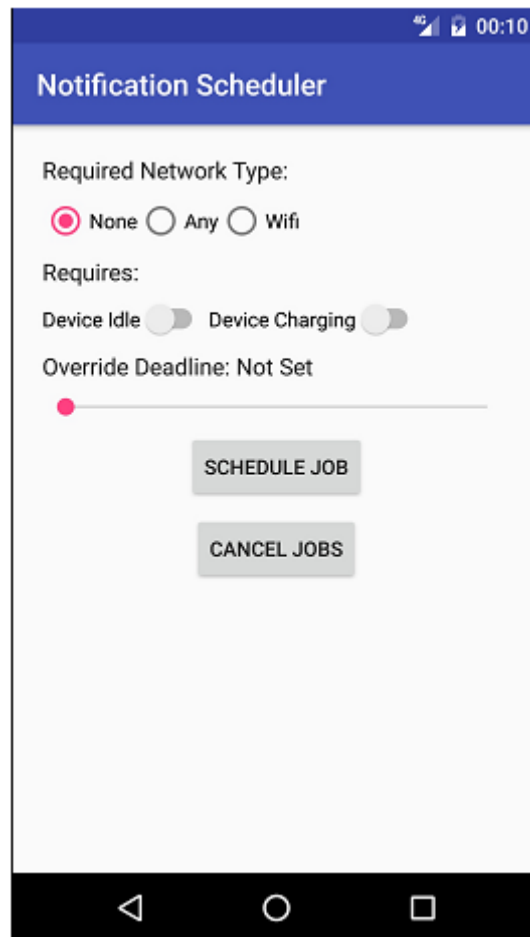 4G 00:10
Notification Scheduler
Required Network Type:
None Any Wifi
Requires:
Device Idle Device Charging
Override Deadline: Not Set
SCHEDULE JOB
CANCEL JOBS